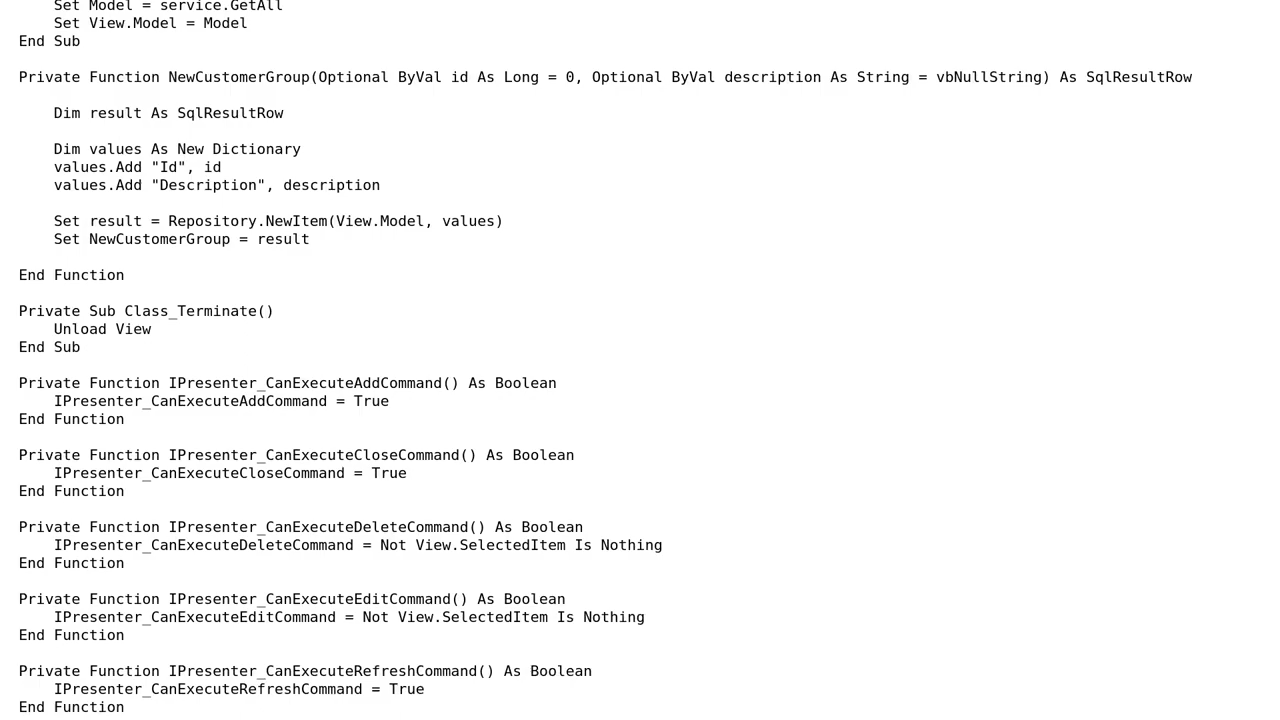 Set Model = service.GetAll
    Set View.Model = Model
End Sub

Private Function NewCustomerGroup(Optional ByVal id As Long = 0, Optional ByVal description As String = vbNullString) As SqlResultRow

    Dim result As SqlResultRow

    Dim values As New Dictionary
    values.Add "Id", id
    values.Add "Description", description

    Set result = Repository.NewItem(View.Model, values)
    Set NewCustomerGroup = result

End Function

Private Sub Class_Terminate()
    Unload View
End Sub

Private Function IPresenter_CanExecuteAddCommand() As Boolean
    IPresenter_CanExecuteAddCommand = True
End Function

Private Function IPresenter_CanExecuteCloseCommand() As Boolean
    IPresenter_CanExecuteCloseCommand = True
End Function

Private Function IPresenter_CanExecuteDeleteCommand() As Boolean
    IPresenter_CanExecuteDeleteCommand = Not View.SelectedItem Is Nothing
End Function

Private Function IPresenter_CanExecuteEditCommand() As Boolean
    IPresenter_CanExecuteEditCommand = Not View.SelectedItem Is Nothing
End Function

Private Function IPresenter_CanExecuteRefreshCommand() As Boolean
    IPresenter_CanExecuteRefreshCommand = True
End Function